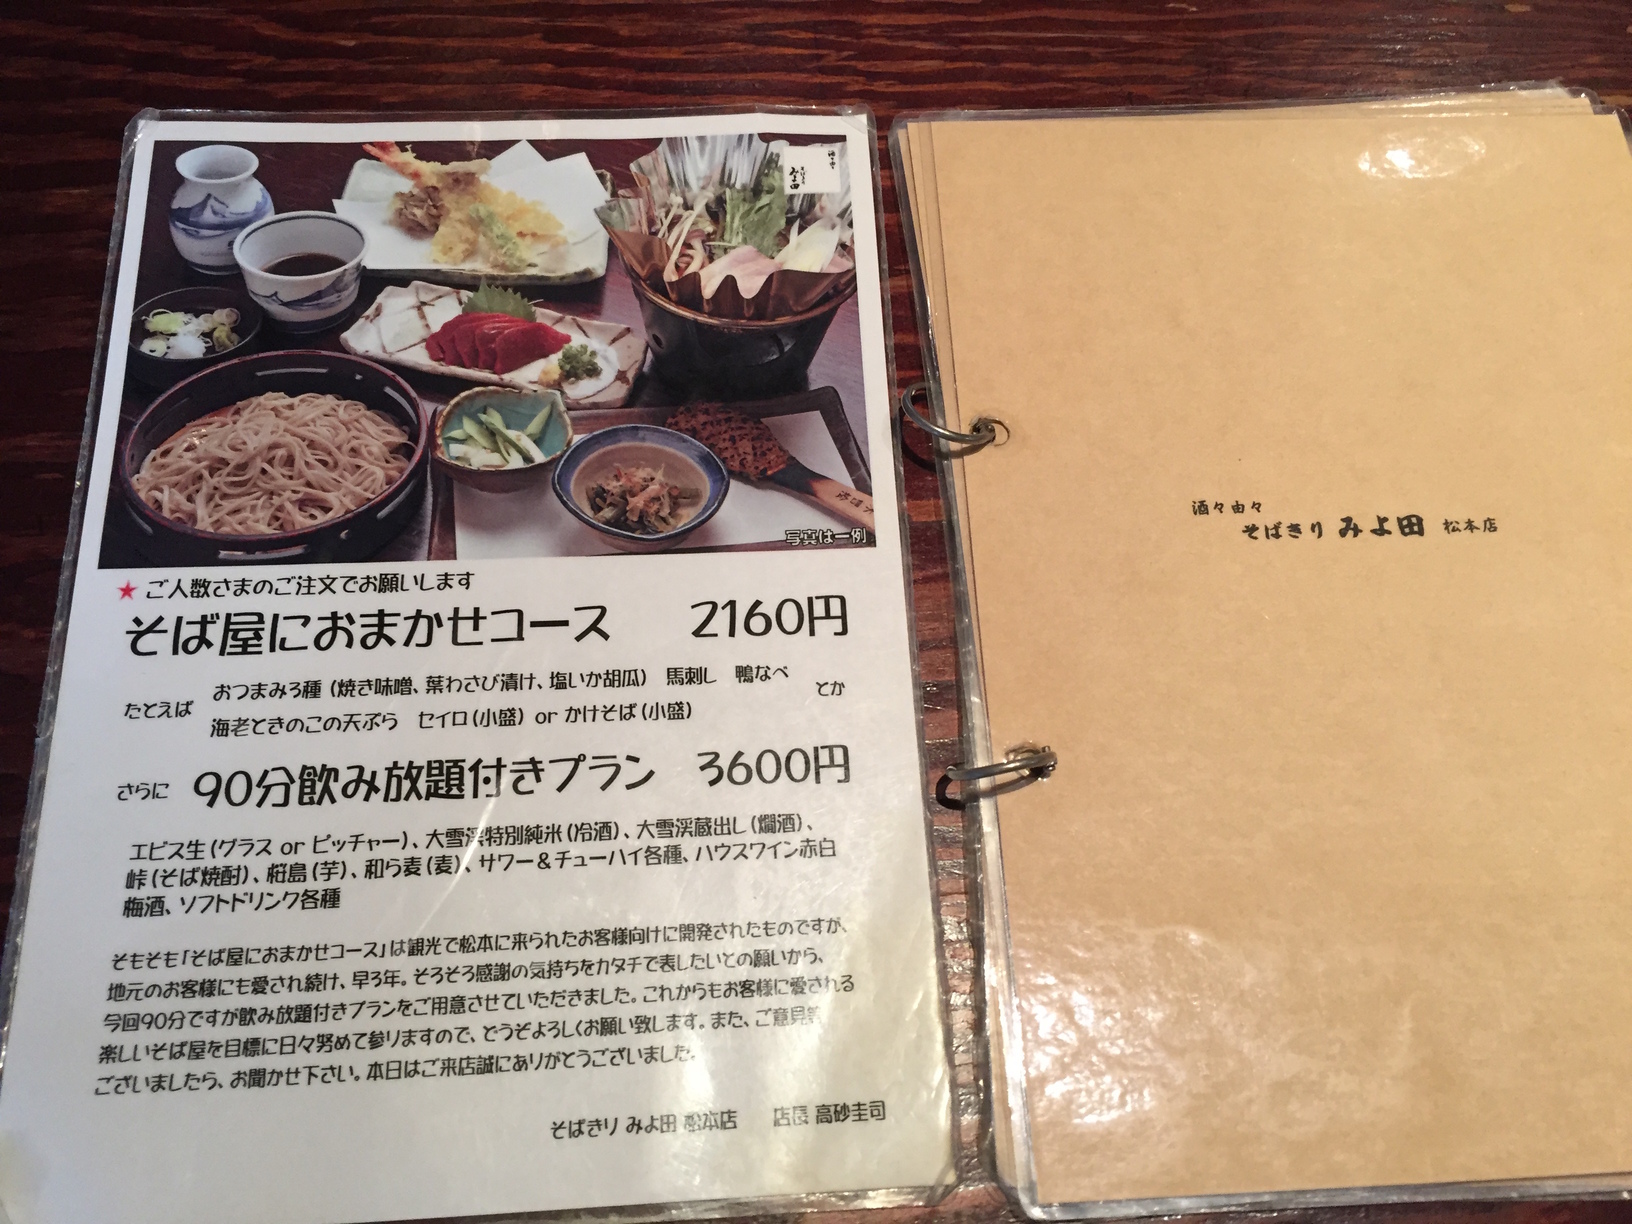 酒々由々
そばきり
みよ田
写真は一例
★ご人数さまのご注文でお願いします
そば屋におまかせコース 2160円
たとえば おつまみ3種(焼き味噌、葉わさび漬け、塩いか胡瓜) 馬刺し 鴨なべ とか
海老ときのこの天ぷら セイロ(小盛) or かけそば(小盛)
さらに 90分飲み放題付きプラン 3600円
エビス生(グラス or ピッチャー)、大雪渓特別純米(冷酒)、大雪渓蔵出し(燗酒)、
峠(そば焼酎)、桜島(芋)、和ら麦(麦)、サワー&チューハイ各種、ハウスワイン赤白
梅酒、ソフトドリンク各種
そもそも「そば屋におまかせコース」は観光で松本に来られたお客様向けに開発されたものですが、
地元のお客様にも愛され続け、早3年。そろそろ感謝の気持ちをカタチで表したいとの願いから、
今回90分ですが飲み放題付きプランをご用意させていただきました。これからもお客様に愛される
楽しいそば屋を目標に日々努めて参りますので、どうぞよろしくお願い致します。また、ご意見等
ございましたら、お聞かせ下さい。本日はご来店誠にありがとうございました。
そばきり みよ田 松本店 店長 高砂圭司
酒々由々
そばきり みよ田 松本店